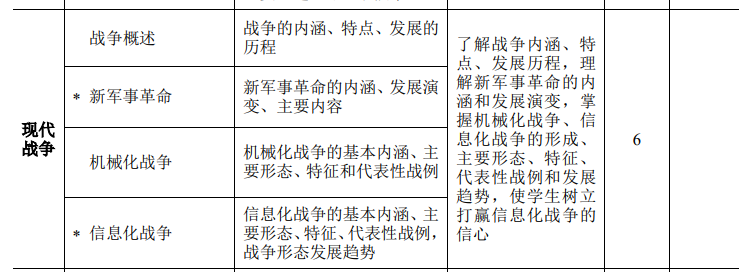 现代
战争
战争概述
战争的内涵、特点、发展的
历程
* 新军事革命
新军事革命的内涵、发展演
变、主要内容
机械化战争
机械化战争的基本内涵、主
要形态、特征和代表性战例
* 信息化战争
信息化战争的基本内涵、主
要形态、特征、代表性战例，
战争形态发展趋势
了解战争内涵、特
点、发展历程，理
解新军事革命的内
涵和发展演变，掌
握机械化战争、信
息化战争的形成、
主要形态、特征、
代表性战例和发展
趋势，使学生树立
打赢信息化战争的
信心
6